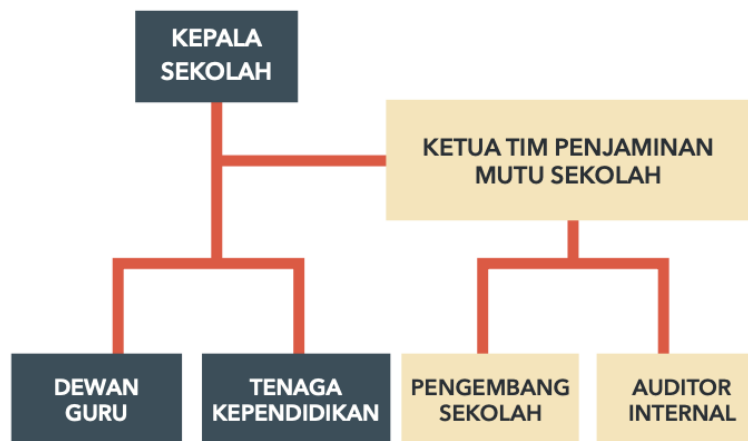 KEPALA
SEKOLAH
KETUA TIM PENJAMINAN
MUTU SEKOLAH
DEWAN
GURU
TENAGA
KEPENDIDIKAN
PENGEMBANG
SEKOLAH
AUDITOR
INTERNAL